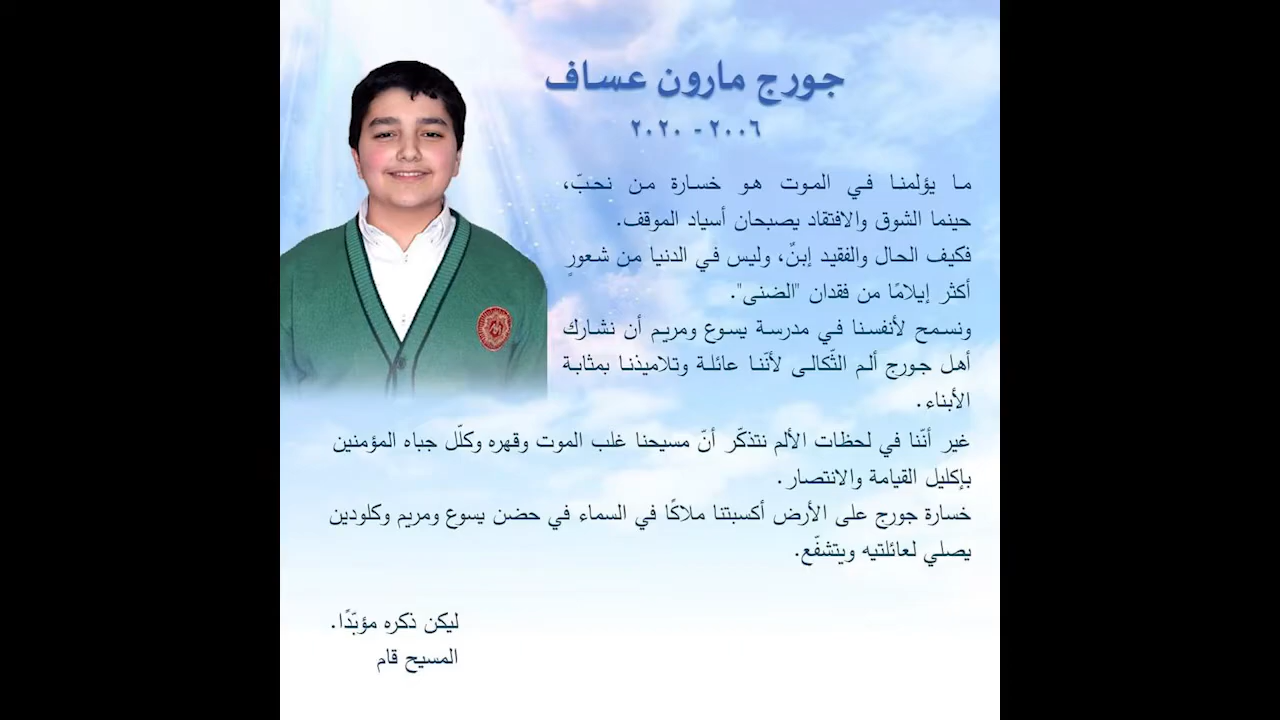 جورج مارون عساف
٢٠٠٦ - ٢٠٢٠
ما يؤلمنا في الموت هو خسارة من نحبّ،
حينما الشوق والافتقاد يصبحان أسياد الموقف.
فكيف الحال والفقيد إبنٌ، وليس في الدنيا من شعورٍ
أكثر إيلامًا من فقدان "الضنى".
ونسمح لأنفسنا في مدرسة يسوع ومريم أن نشارك
أهل جورج ألم الثّكالى لأنّنا عائلة وتلاميذنا بمثابة
الأبناء.
غير أنّنا في لحظات الألم نتذكّر أنّ مسيحنا غلب الموت وقهره وكلّل جباه المؤمنين
بإكليل القيامة والانتصار.
خسارة جورج على الأرض أكسبتنا ملاكًا في السماء في حضن يسوع ومريم وكلودين
يصلي لعائلتيه ويتشفّع.
ليكن ذكره مؤبّدًا.
المسيح قام